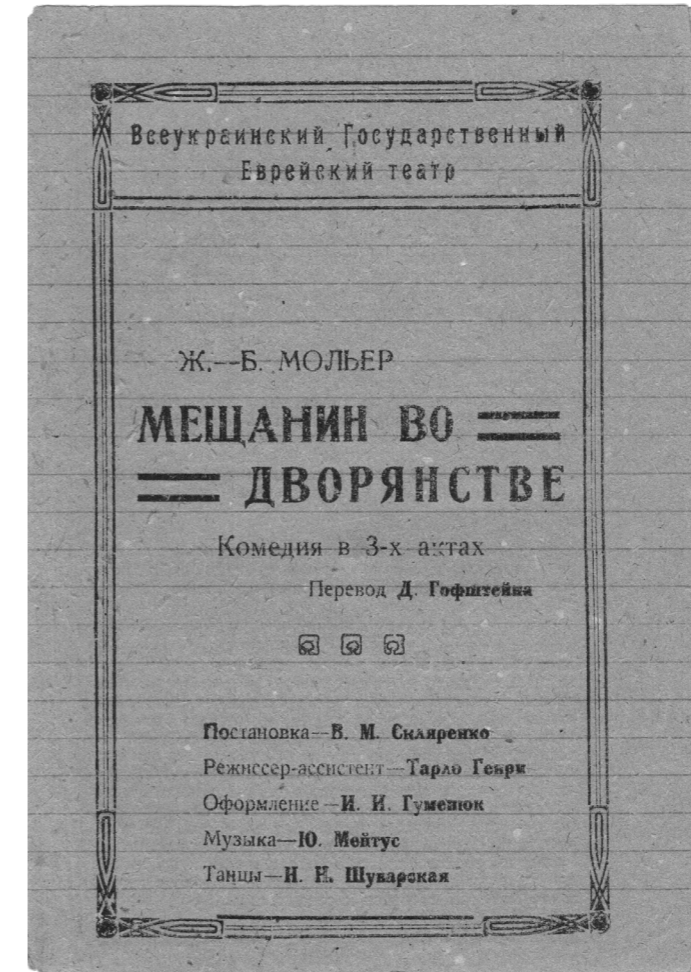 Всеукраинский Государственный
Еврейский театр
Ж.—Б. МОЛЬЕР
МЕЩАНИН ВО
ДВОРЯНСТВЕ
Комедия в 3-х актах
Перевод Д. Гофштейна
Постановка—В. М. Скляренко
Режиссер-ассистент—Тарло Генри
Оформление—И. И. Гуменюк
Музыка—Ю. Мейтус
Танцы—Н. Н. Шуварская